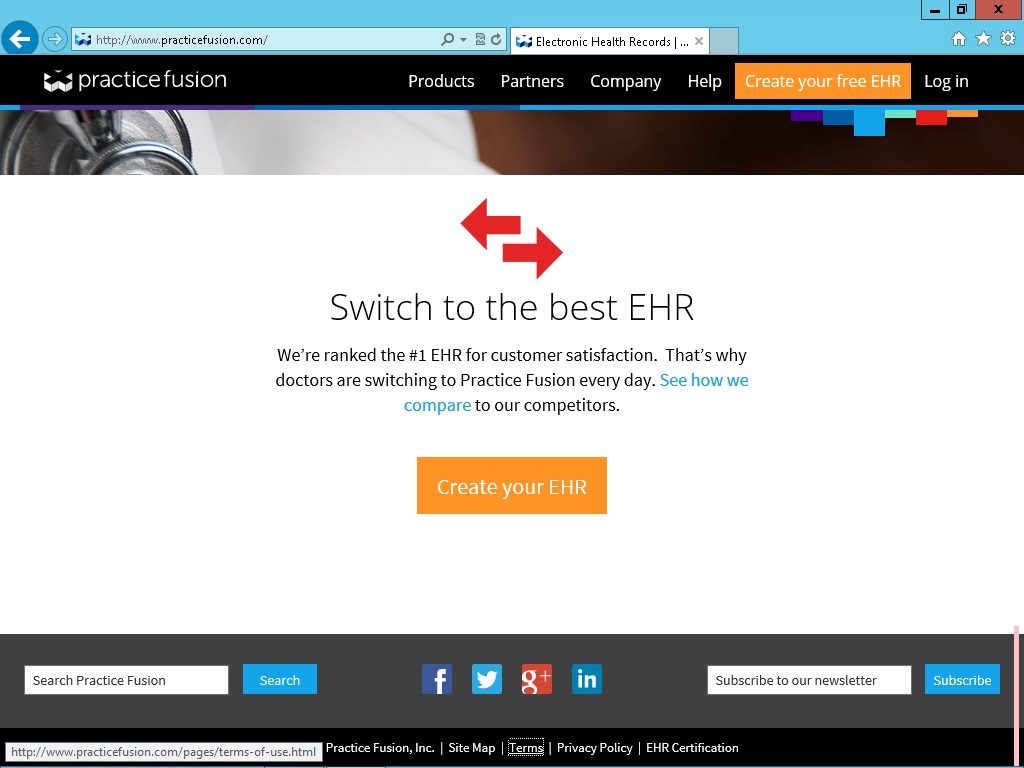 http://www.practicefusion.com/
Electronic Health Records | ...
practice fusion
Products Partners Company Help Create your free EHR Log in
Switch to the best EHR
We're ranked the #1 EHR for customer satisfaction. That's why
doctors are switching to Practice Fusion every day. See how we
compare to our competitors.
Create your EHR
Search Practice Fusion Search f g+ in Subscribe to our newsletter Subscribe
http://www.practicefusion.com/pages/terms-of-use.html Practice Fusion, Inc. | Site Map | Terms | Privacy Policy | EHR Certification